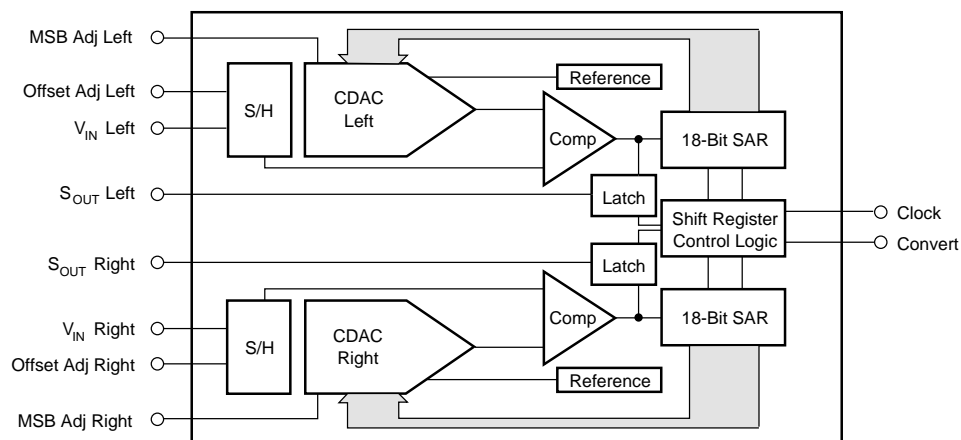 MSB Adj Left
Offset Adj Left
V_IN Left
S_OUT Left
S_OUT Right
V_IN Right
Offset Adj Right
MSB Adj Right
S/H
CDAC
Left
Reference
Comp
18-Bit SAR
Latch
Shift Register
Control Logic
Clock
Convert
Latch
S/H
CDAC
Right
Comp
18-Bit SAR
Reference